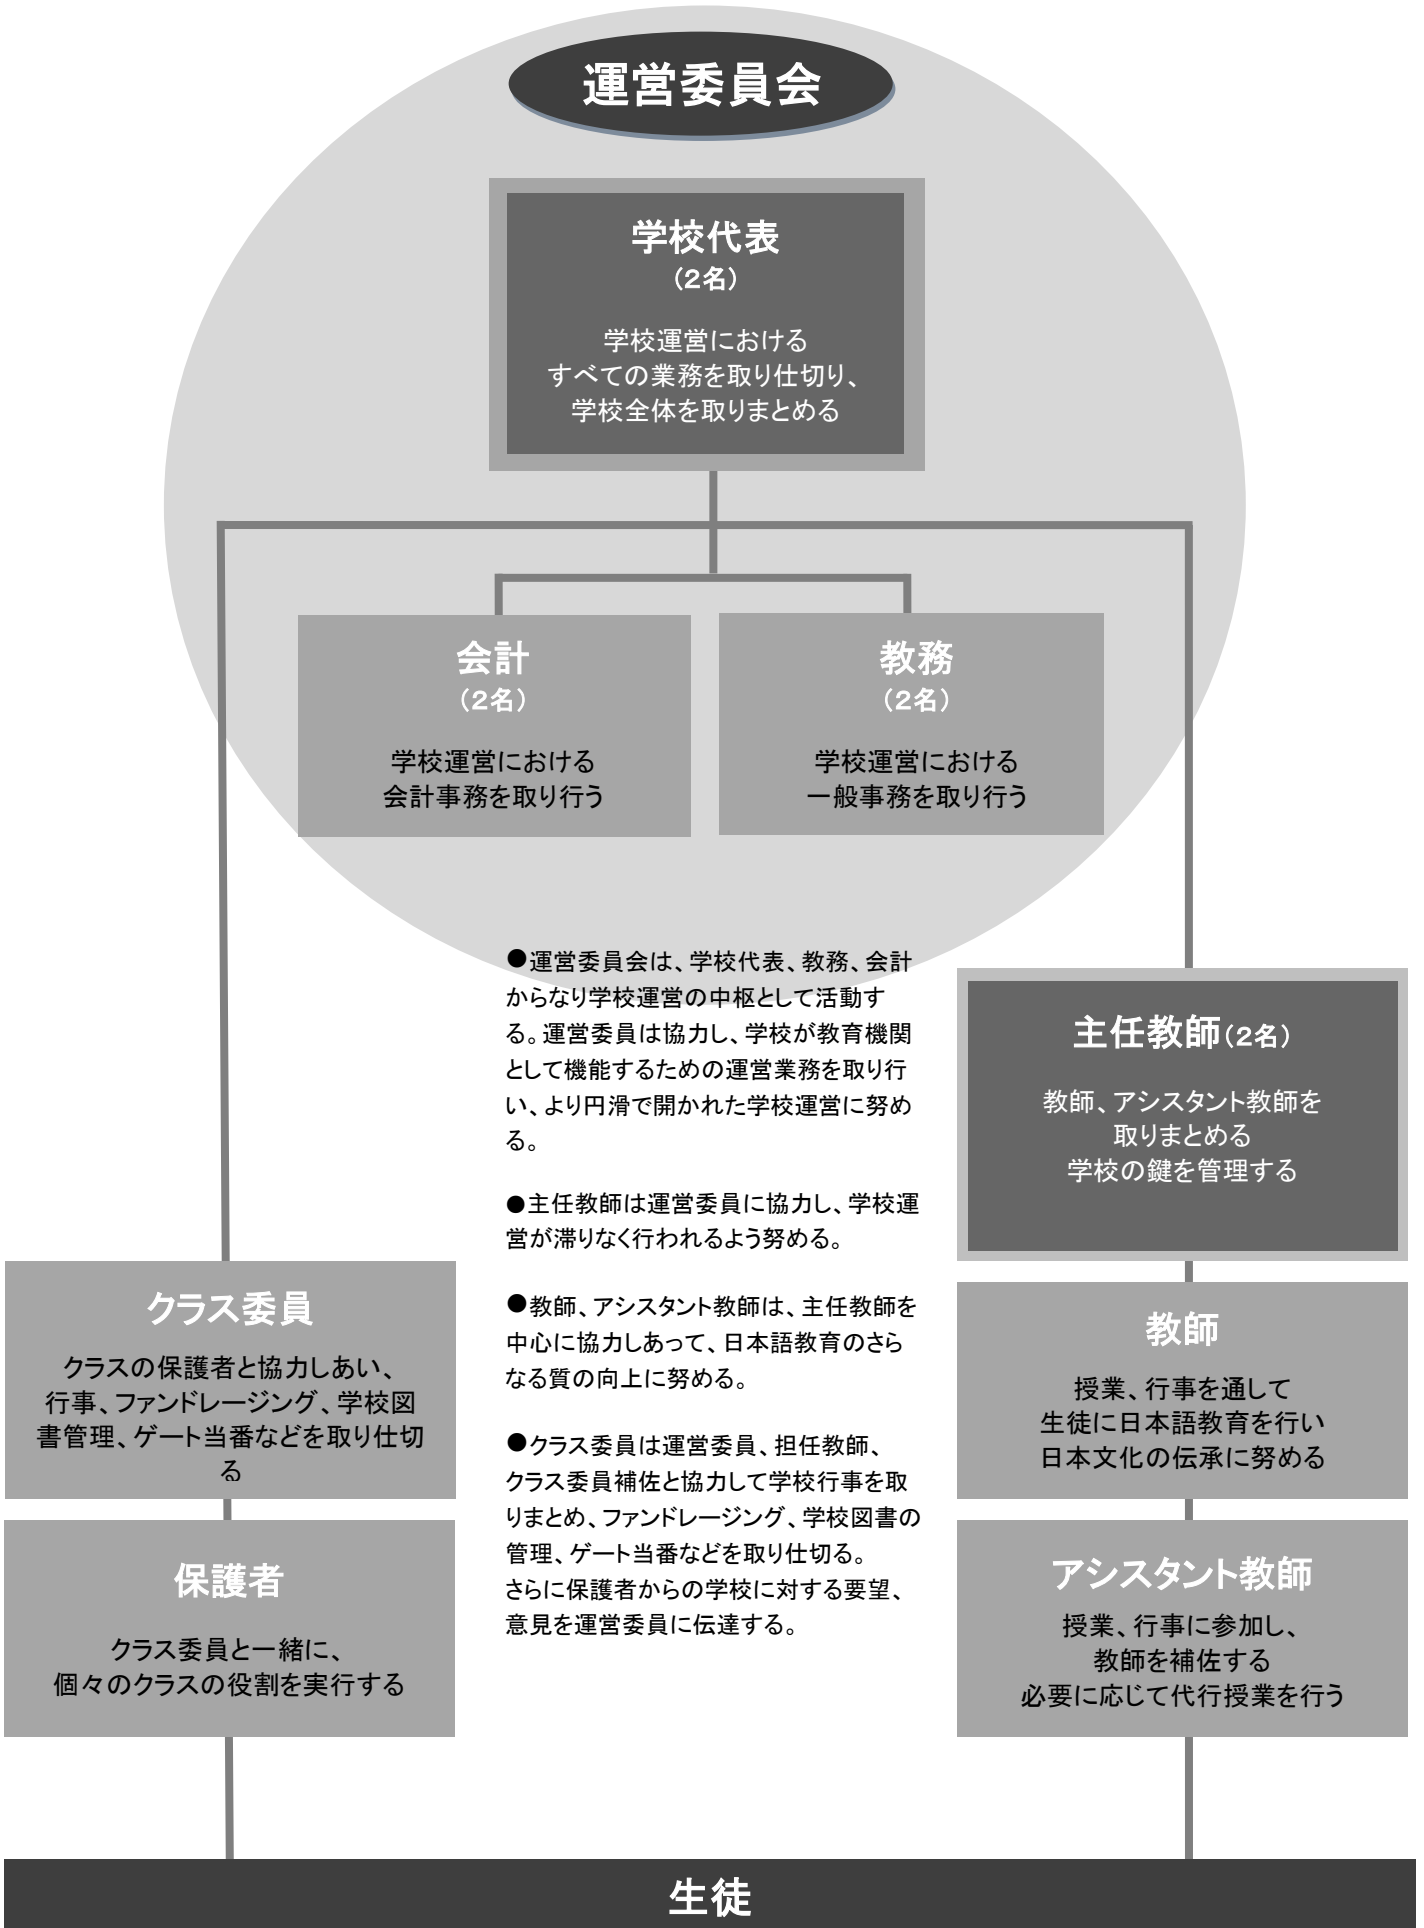 運営委員会
学校代表
（２名）
学校運営における
すべての業務を取り仕切り、
学校全体を取りまとめる
会計
（２名）
学校運営における
会計事務を取り行う
教務
（２名）
学校運営における
一般事務を取り行う
●運営委員会は、学校代表、教務、会計
からなり学校運営の中枢として活動す
る。運営委員は協力し、学校が教育機関
として機能するための運営業務を取り行
い、より円滑で開かれた学校運営に努め
る。
●主任教師は運営委員に協力し、学校運
営が滞りなく行われるよう努める。
●教師、アシスタント教師は、主任教師を
中心に協力しあって、日本語教育のさら
なる質の向上に努める。
●クラス委員は運営委員、担任教師、
クラス委員補佐と協力して学校行事を取
りまとめ、ファンドレージング、学校図書の
管理、ゲート当番などを取り仕切る。
さらに保護者からの学校に対する要望、
意見を運営委員に伝達する。
主任教師（２名）
教師、アシスタント教師を
取りまとめる
学校の鍵を管理する
クラス委員
クラスの保護者と協力しあい、
行事、ファンドレージング、学校図
書管理、ゲート当番などを取り仕切
る
教師
授業、行事を通して
生徒に日本語教育を行い
日本文化の伝承に努める
保護者
クラス委員と一緒に、
個々のクラスの役割を実行する
アシスタント教師
授業、行事に参加し、
教師を補佐する
必要に応じて代行授業を行う
生徒